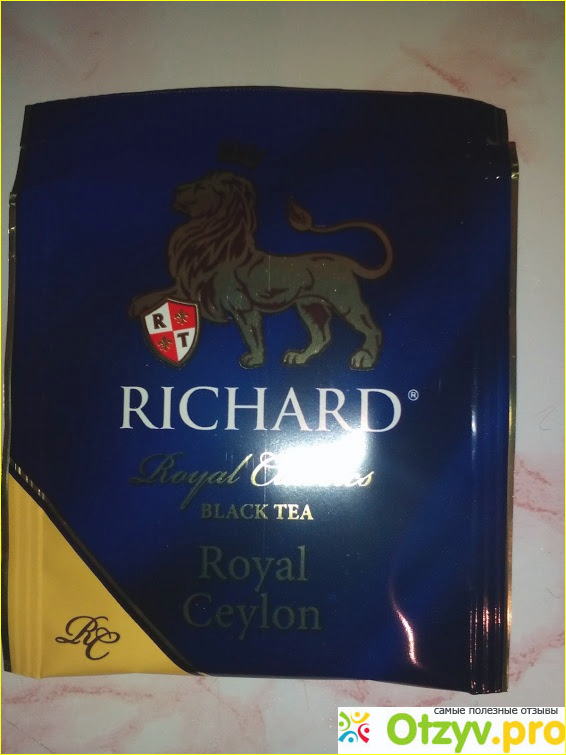 R
T
RICHARD®
Royal Classics
BLACK TEA
Royal
Ceylon
RC
самые полезные отзывы
Otzyv.pro